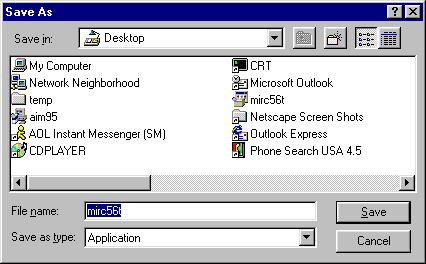 Save As
Save in: Desktop
My Computer
Network Neighborhood
temp
aim95
AOL Instant Messenger (SM)
CDPLAYER
CRT
Microsoft Outlook
mirc56t
Netscape Screen Shots
Outlook Express
Phone Search USA 4.5
File name: mirc56t Save
Save as type: Application Cancel